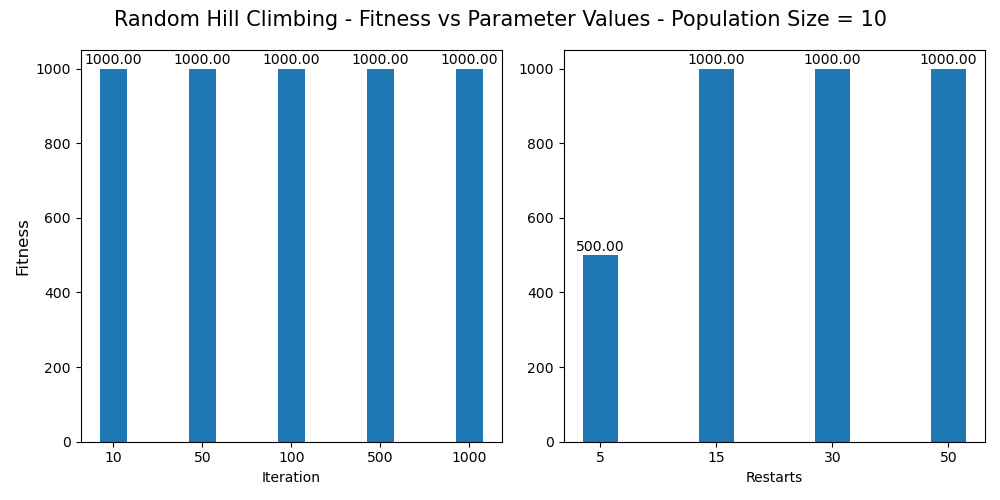 Random Hill Climbing - Fitness vs Parameter Values - Population Size = 10
Fitness
1000
800
600
400
200
0
1000.00 1000.00 1000.00 1000.00 1000.00
10 50 100 500 1000
Iteration
1000
800
600
400
200
0
500.00 1000.00 1000.00 1000.00
5 15 30 50
Restarts